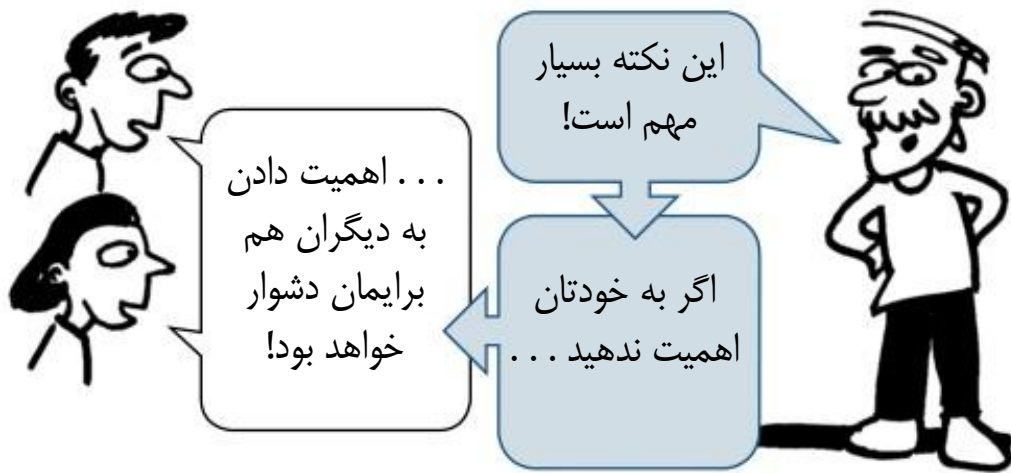 این نکته بسیار
مهم است!
اگر به خودتان
اهمیت ندهید . . .
. . . اهمیت دادن
به دیگران هم
برایمان دشوار
خواهد بود!